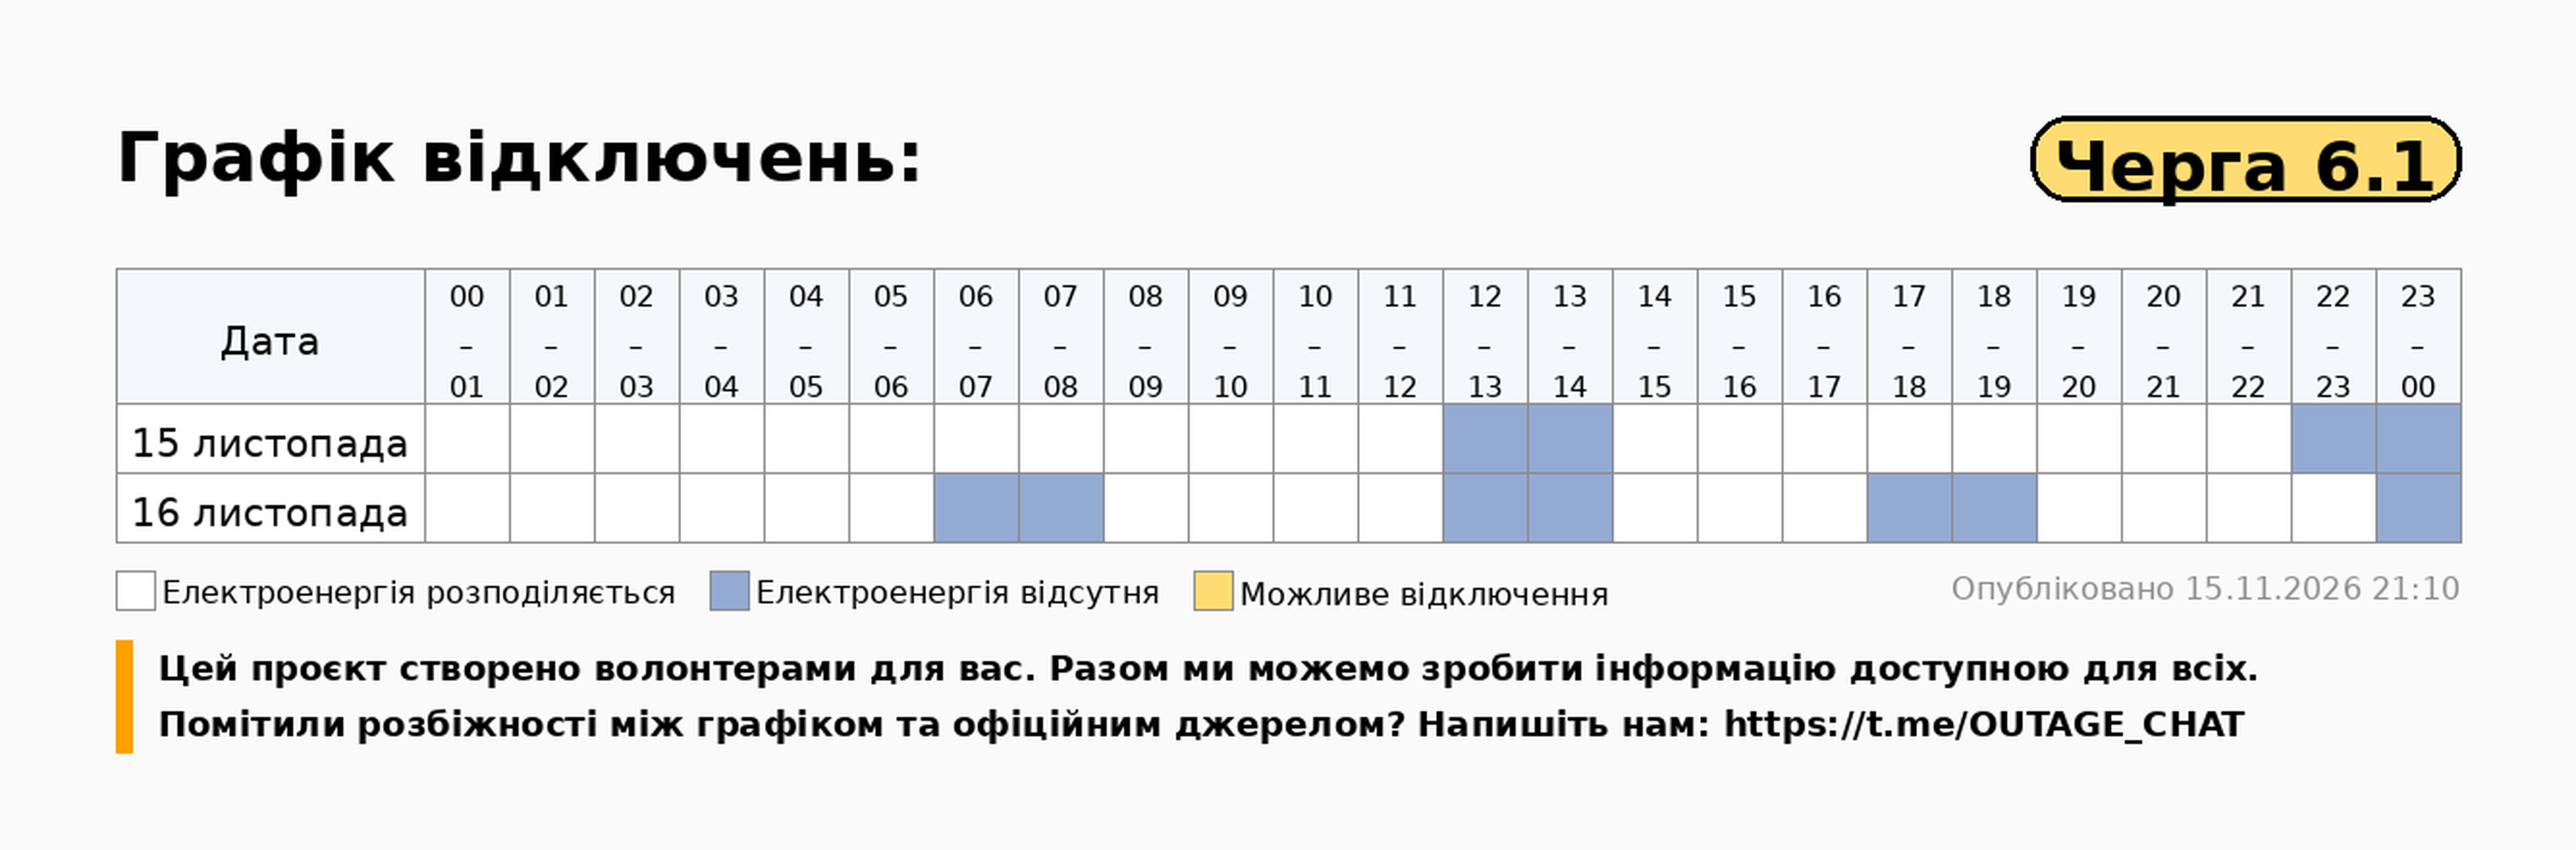 Графік відключень:
Черга 6.1
Дата
00 – 01
01 – 02
02 – 03
03 – 04
04 – 05
05 – 06
06 – 07
07 – 08
08 – 09
09 – 10
10 – 11
11 – 12
12 – 13
13 – 14
14 – 15
15 – 16
16 – 17
17 – 18
18 – 19
19 – 20
20 – 21
21 – 22
22 – 23
23 – 00
15 листопада
16 листопада
Електроенергія розподіляється
Електроенергія відсутня
Можливе відключення
Опубліковано 15.11.2026 21:10
Цей проєкт створено волонтерами для вас. Разом ми можемо зробити інформацію доступною для всіх.
Помітили розбіжності між графіком та офіційним джерелом? Напишіть нам: https://t.me/OUTAGE_CHAT